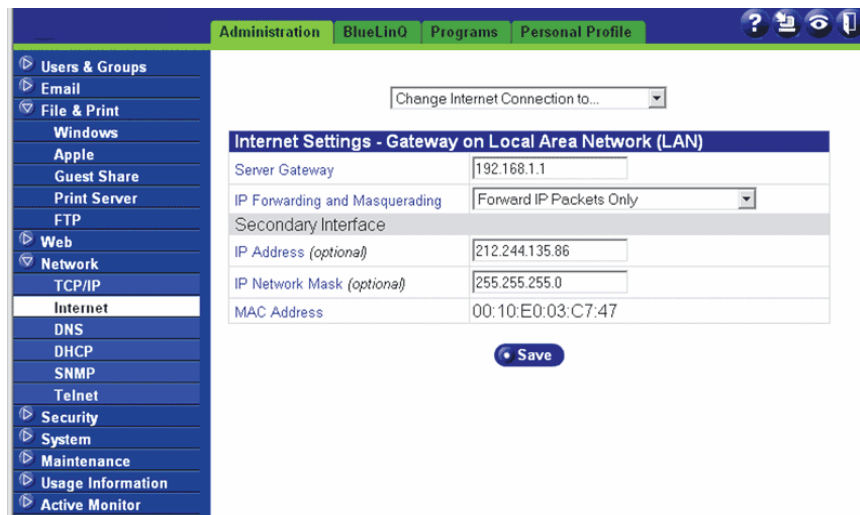 Administration
BlueLinQ
Programs
Personal Profile
?
Users & Groups
Email
File & Print
Windows
Apple
Guest Share
Print Server
FTP
Web
Network
TCP/IP
Internet
DNS
DHCP
SNMP
Telnet
Security
System
Maintenance
Usage Information
Active Monitor
Change Internet Connection to...
Internet Settings - Gateway on Local Area Network (LAN)
Server Gateway 192.168.1.1
IP Forwarding and Masquerading Forward IP Packets Only
Secondary Interface
IP Address (optional) 212.244.135.86
IP Network Mask (optional) 255.255.255.0
MAC Address 00:10:E0:03:C7:47
Save